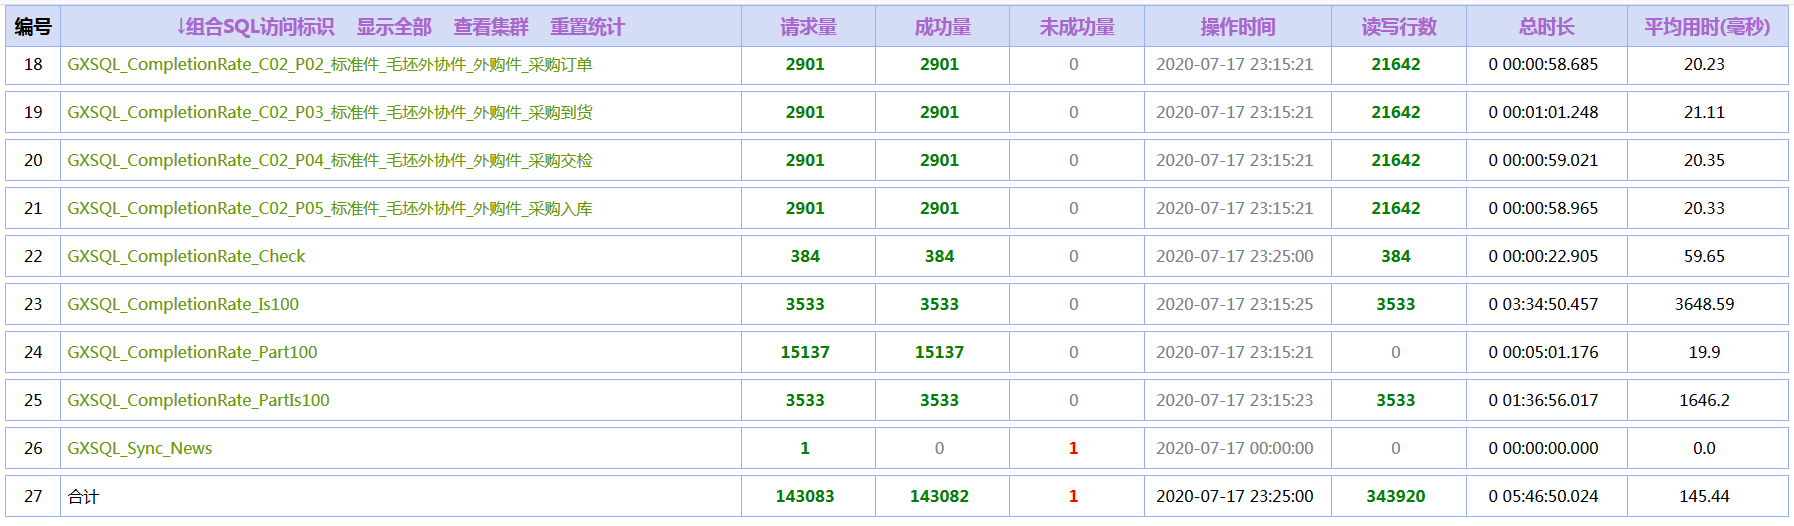 编号 ↓组合SQL访问标识 显示全部 查看集群 重置统计 请求量 成功量 未成功量 操作时间 读写行数 总时长 平均用时(毫秒)
18 GXSQL_CompletionRate_C02_P02_标准件_毛坯外协件_外购件_采购订单 2901 2901 0 2020-07-17 23:15:21 21642 0 00:00:58.685 20.23
19 GXSQL_CompletionRate_C02_P03_标准件_毛坯外协件_外购件_采购到货 2901 2901 0 2020-07-17 23:15:21 21642 0 00:01:01.248 21.11
20 GXSQL_CompletionRate_C02_P04_标准件_毛坯外协件_外购件_采购交检 2901 2901 0 2020-07-17 23:15:21 21642 0 00:00:59.021 20.35
21 GXSQL_CompletionRate_C02_P05_标准件_毛坯外协件_外购件_采购入库 2901 2901 0 2020-07-17 23:15:21 21642 0 00:00:58.965 20.33
22 GXSQL_CompletionRate_Check 384 384 0 2020-07-17 23:25:00 384 0 00:00:22.905 59.65
23 GXSQL_CompletionRate_Is100 3533 3533 0 2020-07-17 23:15:25 3533 0 03:34:50.457 3648.59
24 GXSQL_CompletionRate_Part100 15137 15137 0 2020-07-17 23:15:21 0 0 00:05:01.176 19.9
25 GXSQL_CompletionRate_PartIs100 3533 3533 0 2020-07-17 23:15:23 3533 0 01:36:56.017 1646.2
26 GXSQL_Sync_News 1 0 1 2020-07-17 00:00:00 0 0 00:00:00.000 0.0
27 合计 143083 143082 1 2020-07-17 23:25:00 343920 0 05:46:50.024 145.44